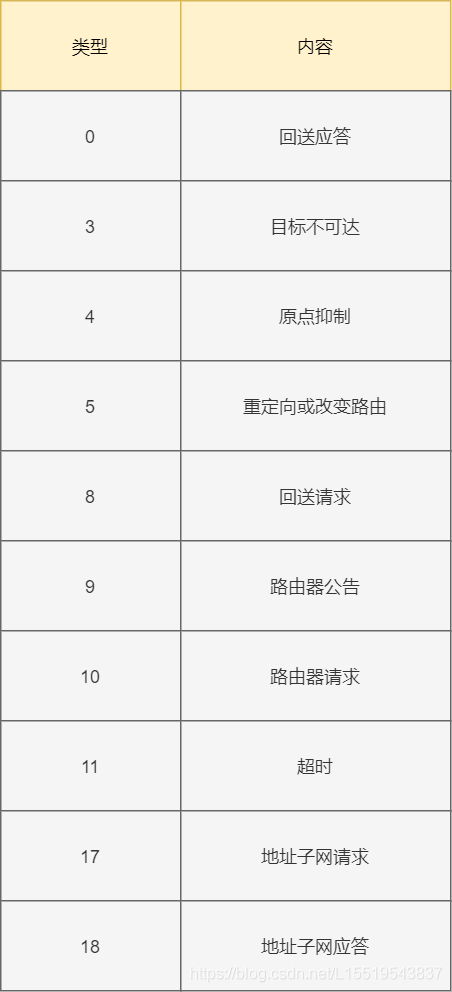 类型 内容
0 回送应答
3 目标不可达
4 原点抑制
5 重定向或改变路由
8 回送请求
9 路由器公告
10 路由器请求
11 超时
17 地址子网请求
18 地址子网应答
https://blog.csdn.net/L15519543837